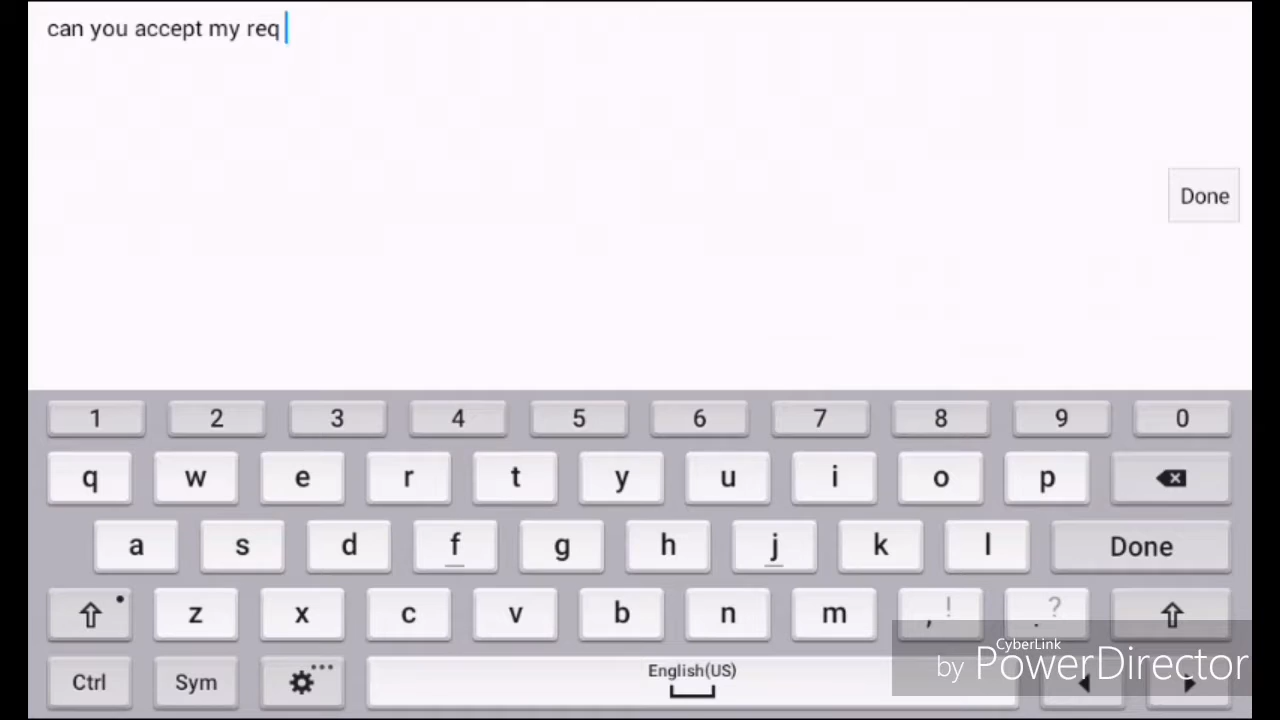 can you accept my req
Done
1 2 3 4 5 6 7 8 9 0
q w e r t y u i o p
a s d f g h j k l Done
z x c v b n m , ! . ?
Ctrl Sym English(US)
CyberLink
by PowerDirector